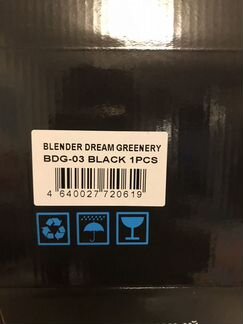 BLENDER DREAM GREENERY
BDG-03 BLACK 1PCS
4 640027 720619